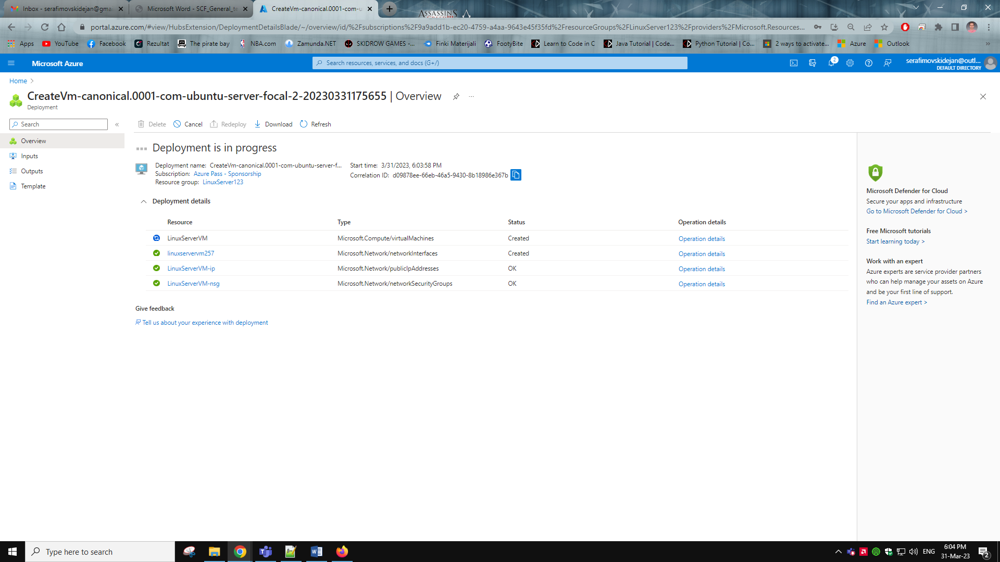 Inbox - serafimovskidejan@gma
Microsoft Word - SCF_General_te
CreateVm-canonical.0001-com-u
ASSASSINS
portal.azure.com/#view/HubsExtension/DeploymentDetailsBlade/~/overview/id/%2Fsubscriptions%2F9a9add1b-ec20-4759-a4aa-9643e45f35fd%2FresourceGroups%2FLinuxServer123%2Fproviders%2FMicrosoft.Resources...
Apps
YouTube
Facebook
Rezultat
The pirate bay
NBA.com
Zamunda.NET
SKIDROW GAMES -...
Finki Materijali
FootyBite
Learn to Code in C
Java Tutorial | Code...
Python Tutorial | Co...
2 ways to activate...
Azure
Outlook
»
Microsoft Azure
Search resources, services, and docs (G+/)
2
serafimovskidejan@outl...
DEFAULT DIRECTORY
Home >
CreateVm-canonical.0001-com-ubuntu-server-focal-2-20230331175655 | Overview
...
Deployment
Search
«
Delete
Cancel
Redeploy
Download
Refresh
Overview
Inputs
Outputs
Template
Deployment is in progress
Deployment name: CreateVm-canonical.0001-com-ubuntu-server-f...
Subscription: Azure Pass - Sponsorship
Resource group: LinuxServer123
Start time: 3/31/2023, 6:03:58 PM
Correlation ID: d09878ee-66eb-46a5-9430-8b18986e367b
Deployment details
Resource Type Status Operation details
LinuxServerVM Microsoft.Compute/virtualMachines Created Operation details
linuxservervm257 Microsoft.Network/networkInterfaces Created Operation details
LinuxServerVM-ip Microsoft.Network/publicIpAddresses OK Operation details
LinuxServerVM-nsg Microsoft.Network/networkSecurityGroups OK Operation details
Give feedback
Tell us about your experience with deployment
Microsoft Defender for Cloud
Secure your apps and infrastructure
Go to Microsoft Defender for Cloud >
Free Microsoft tutorials
Start learning today >
Work with an expert
Azure experts are service provider partners
who can help manage your assets on Azure
and be your first line of support.
Find an Azure expert >
Type here to search
ENG
6:04 PM
31-Mar-23
2